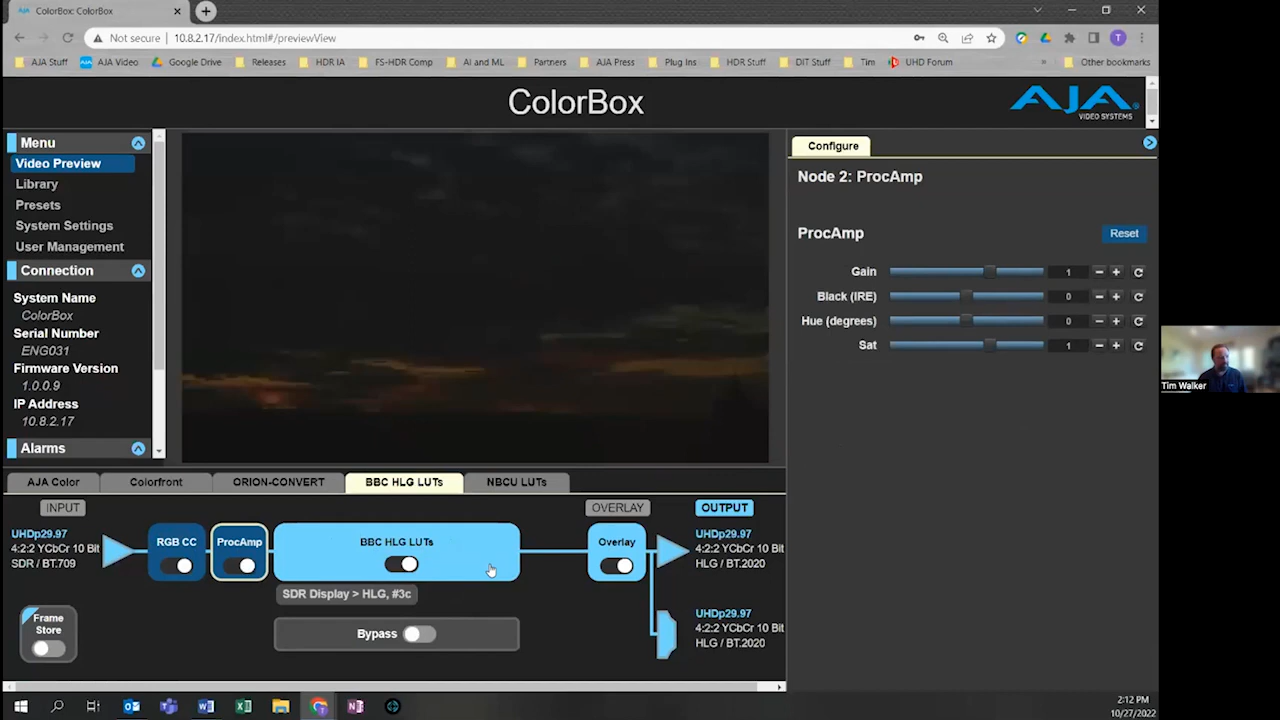 ColorBox: ColorBox
Not secure
10.8.2.17/index.html#/previewView
T
AJA Stuff
AJA Video
Google Drive
Releases
HDR IA
FS-HDR Comp
AI and ML
Partners
AJA Press
Plug Ins
HDR Stuff
DIT Stuff
Tim
UHD Forum
»
Other bookmarks
ColorBox
AJA
VIDEO SYSTEMS
Menu
Video Preview
Library
Presets
System Settings
User Management
Connection
System Name
ColorBox
Serial Number
ENG031
Firmware Version
1.0.0.9
IP Address
10.8.2.17
Alarms
Configure
Node 2: ProcAmp
ProcAmp
Reset
Gain
1
Black (IRE)
0
Hue (degrees)
0
Sat
1
Tim Walker
AJA Color
Colorfront
ORION-CONVERT
BBC HLG LUTs
NBCU LUTs
INPUT
OVERLAY
OUTPUT
UHDp29.97
4:2:2 YCbCr 10 Bit
SDR / BT.709
RGB CC
ProcAmp
BBC HLG LUTs
Overlay
UHDp29.97
4:2:2 YCbCr 10 Bit
HLG / BT.2020
SDR Display > HLG, #3c
Frame
Store
Bypass
UHDp29.97
4:2:2 YCbCr 10 Bit
HLG / BT.2020
2:12 PM
10/27/2022